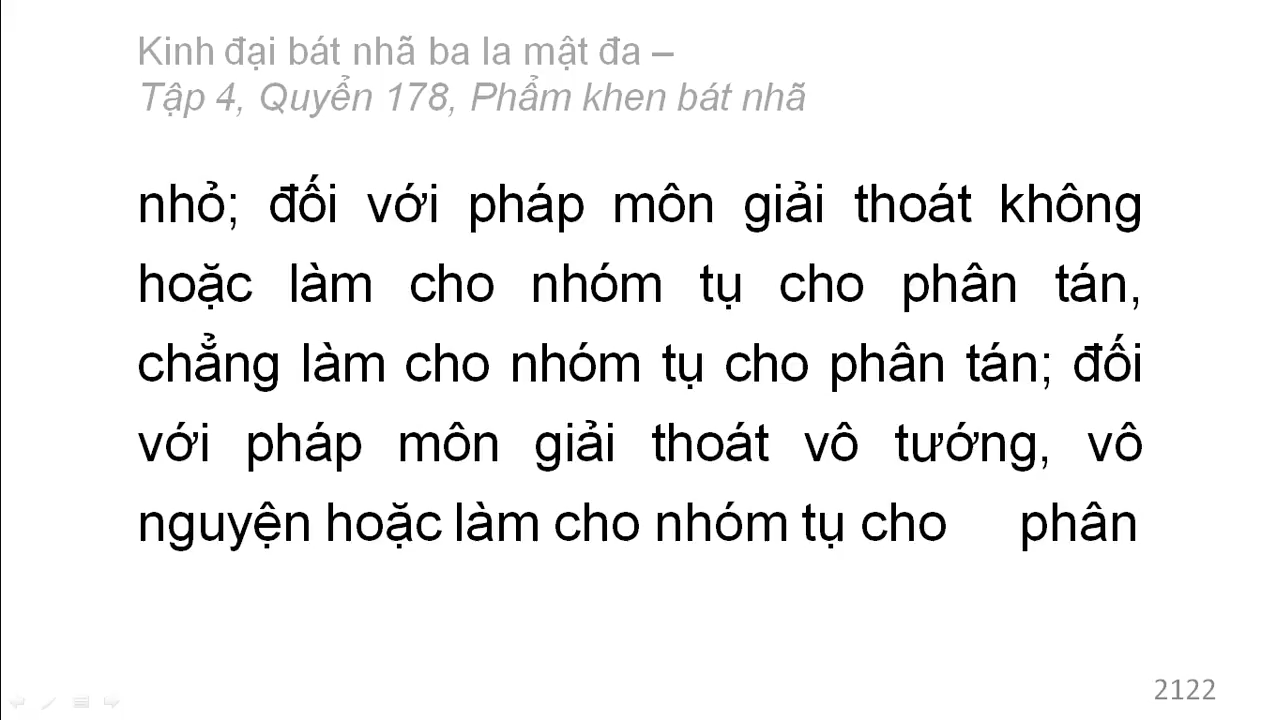 Kinh đại bát nhã ba la mật đa –
Tập 4, Quyển 178, Phẩm khen bát nhã
nhỏ; đối với pháp môn giải thoát không
hoặc làm cho nhóm tụ cho phân tán,
chẳng làm cho nhóm tụ cho phân tán; đối
với pháp môn giải thoát vô tướng, vô
nguyện hoặc làm cho nhóm tụ cho phân
2122